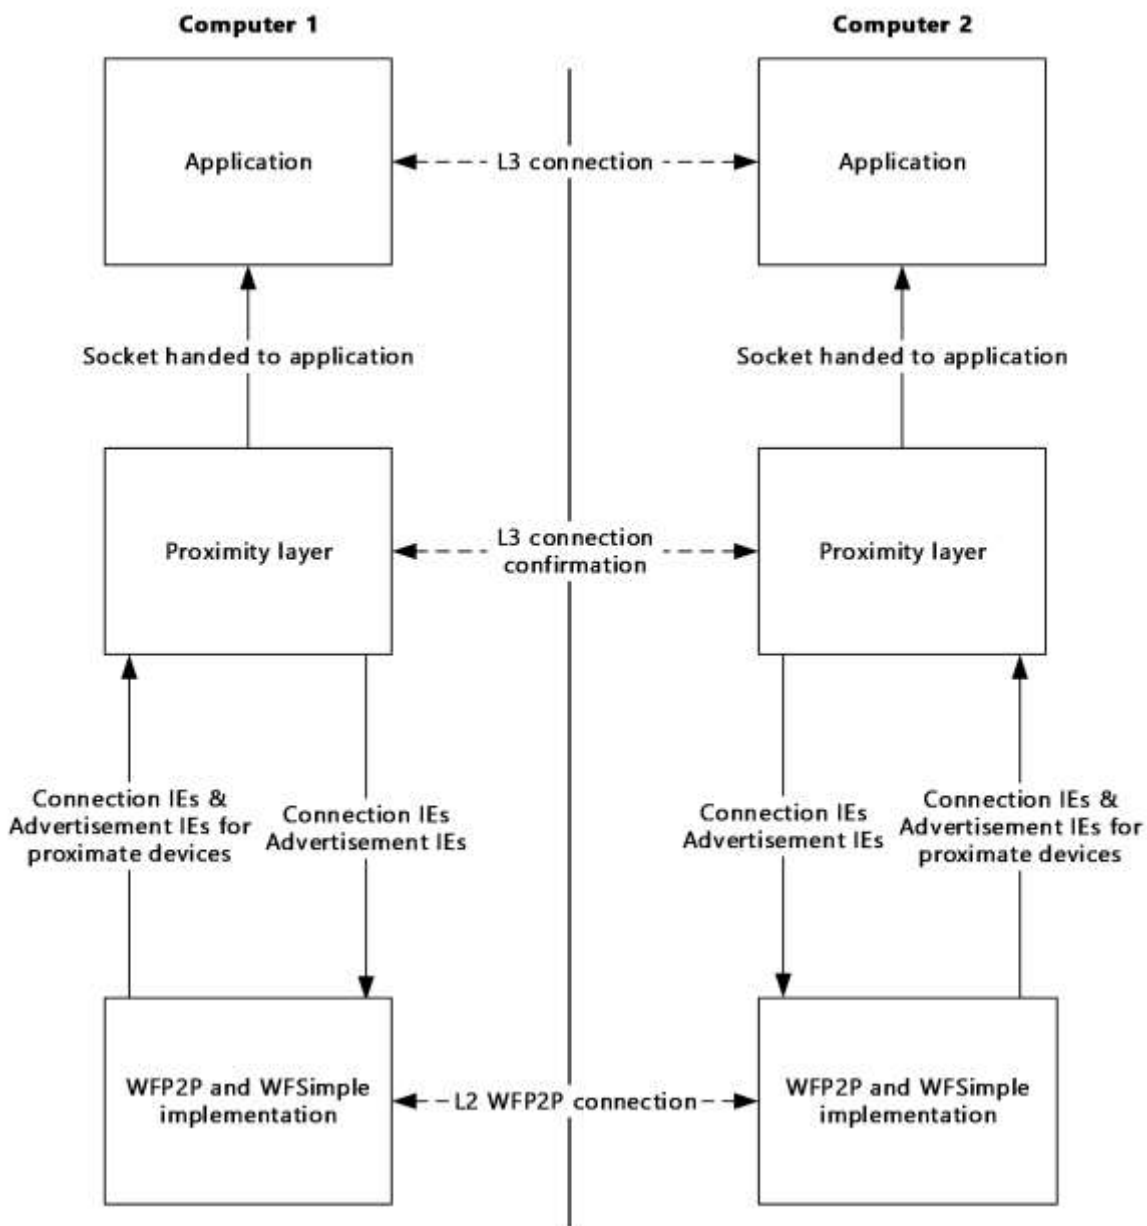 Computer 1
Computer 2
Application
L3 connection
Application
Socket handed to application
Socket handed to application
Proximity layer
L3 connection
confirmation
Proximity layer
Connection IEs &
Advertisement IEs for
proximate devices
Connection IEs
Advertisement IEs
Connection IEs
Advertisement IEs
Connection IEs &
Advertisement IEs for
proximate devices
WFP2P and WFSimple
implementation
L2 WFP2P connection
WFP2P and WFSimple
implementation